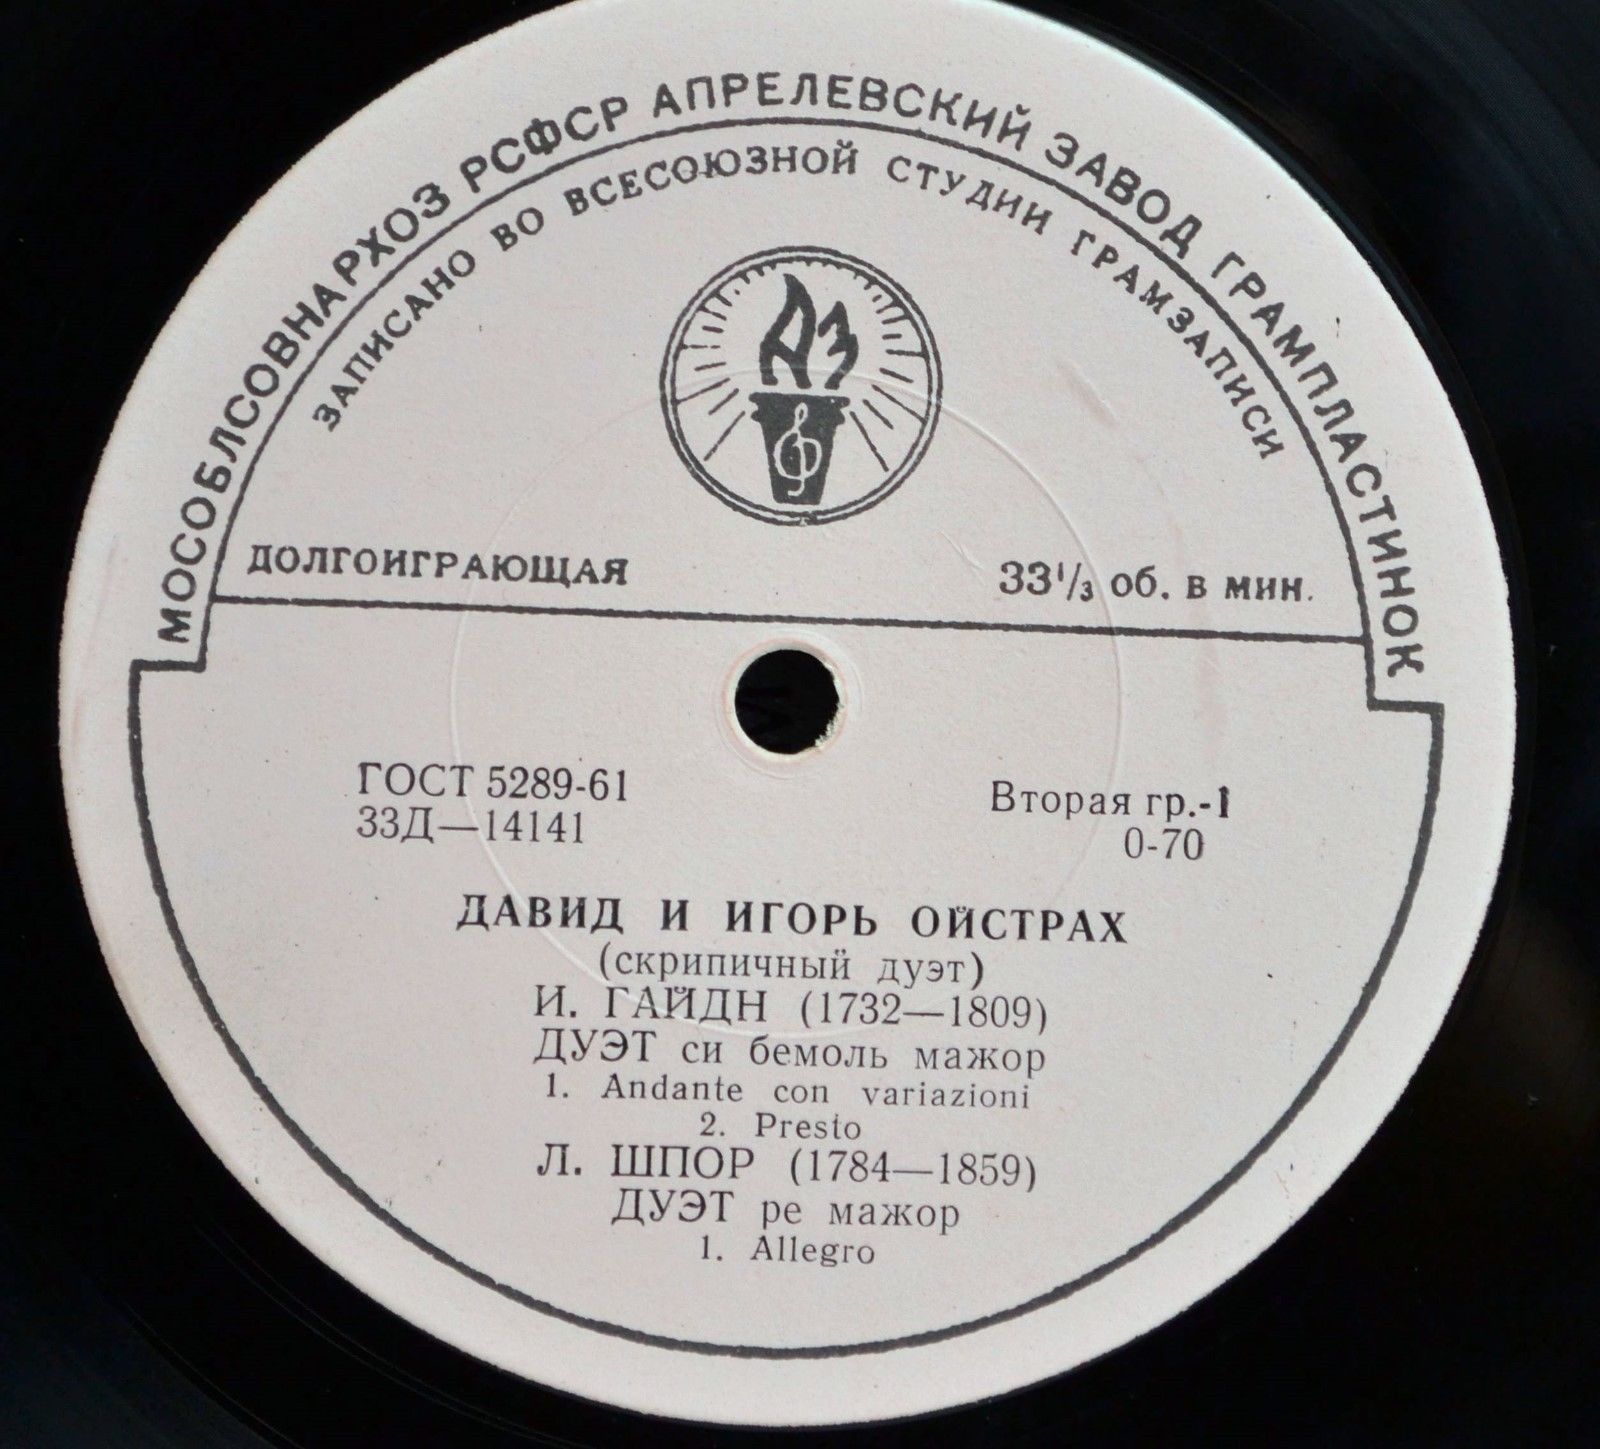 МОСОБЛСОВНАРХОЗ РСФСР АПРЕЛЕВСКИЙ ЗАВОД ГРАМПЛАСТИНОК
ЗАПИСАНО ВО ВСЕСОЮЗНОЙ СТУДИИ ГРАМЗАПИСИ
АЗ
ДОЛГОИГРАЮЩАЯ 33⅓ об. в мин.
ГОСТ 5289-61 Вторая гр.-1
33Д—14141 0-70
ДАВИД И ИГОРЬ ОЙСТРАХ
(скрипичный дуэт)
И. ГАЙДН (1732—1809)
ДУЭТ си бемоль мажор
1. Andante con variazioni
2. Presto
Л. ШПОР (1784—1859)
ДУЭТ ре мажор
1. Allegro